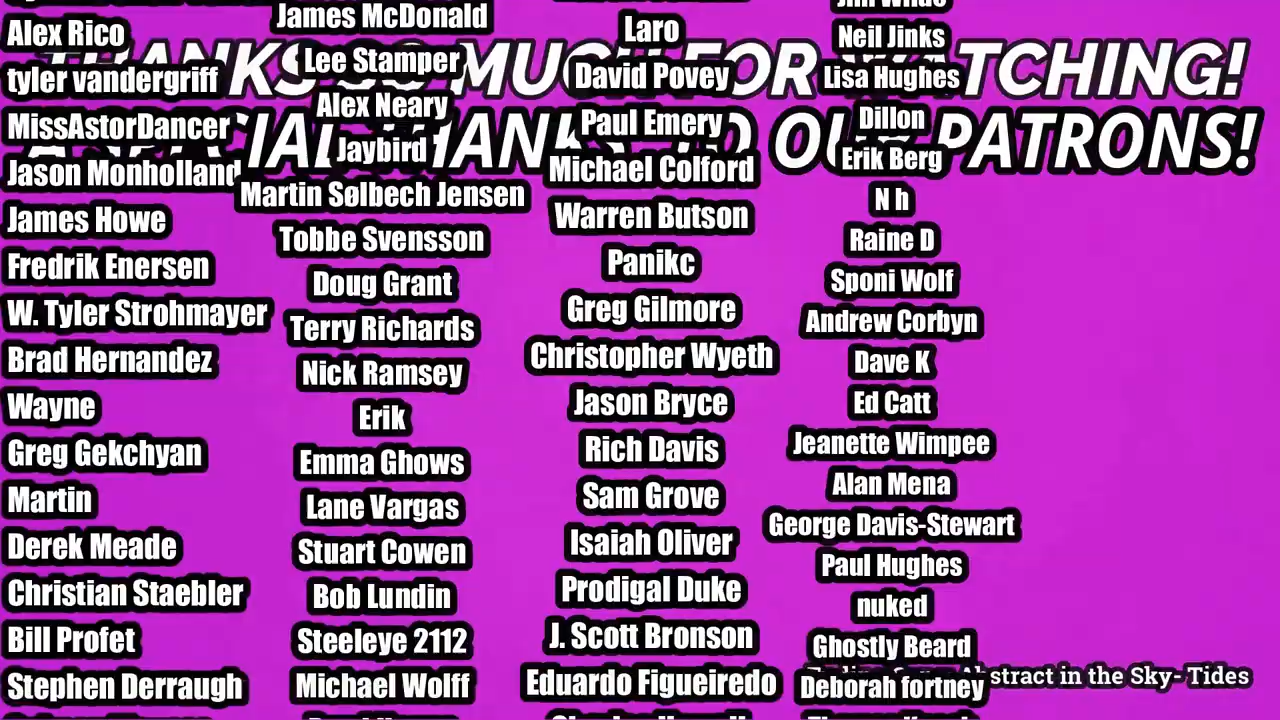 THANKS SO MUCH FOR WATCHING!
A SPECIAL THANKS TO OUR PATRONS!
Alex Rico
tyler vandergriff
MissAstorDancer
Jason Monholland
James Howe
Fredrik Enersen
W. Tyler Strohmayer
Brad Hernandez
Wayne
Greg Gekchyan
Martin
Derek Meade
Christian Staebler
Bill Profet
Stephen Derraugh
James McDonald
Lee Stamper
Alex Neary
Jaybird
Martin Sølbech Jensen
Tobbe Svensson
Doug Grant
Terry Richards
Nick Ramsey
Erik
Emma Ghows
Lane Vargas
Stuart Cowen
Bob Lundin
Steeleye 2112
Michael Wolff
Laro
David Povey
Paul Emery
Michael Colford
Warren Butson
Panikc
Greg Gilmore
Christopher Wyeth
Jason Bryce
Rich Davis
Sam Grove
Isaiah Oliver
Prodigal Duke
J. Scott Bronson
Eduardo Figueiredo
Neil Jinks
Lisa Hughes
Dillon
Erik Berg
N h
Raine D
Sponi Wolf
Andrew Corbyn
Dave K
Ed Catt
Jeanette Wimpee
Alan Mena
George Davis-Stewart
Paul Hughes
nuked
Ghostly Beard
Deborah fortney
Abstract in the Sky- Tides